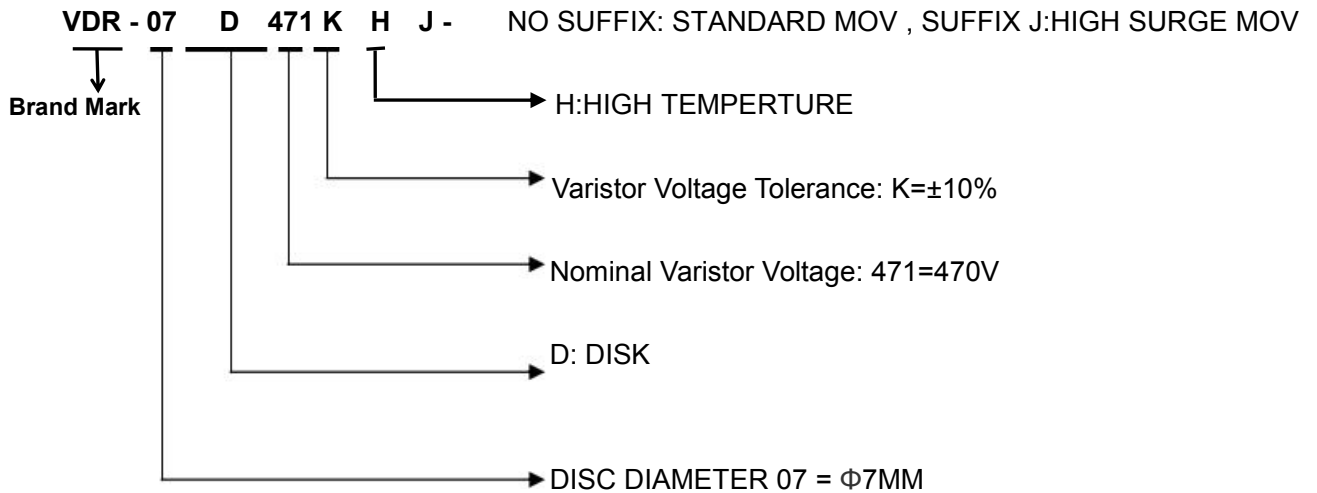 VDR - 07 D 471 K H J - NO SUFFIX: STANDARD MOV , SUFFIX J:HIGH SURGE MOV
Brand Mark
H:HIGH TEMPERTURE
Varistor Voltage Tolerance: K=±10%
Nominal Varistor Voltage: 471=470V
D: DISK
DISC DIAMETER 07 = Φ7MM